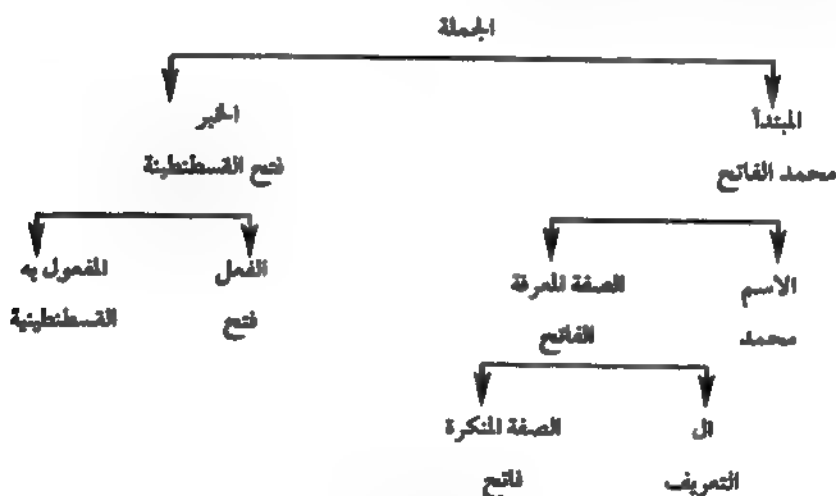 الجملة
المبتدأ الخبر
محمد الفاتح فتح القسطنطينة
الاسم الصفة المعرفة الفعل المفعول به
محمد الفاتح فتح القسطنطينية
ال الصفة المنكرة
التعريف فاتح